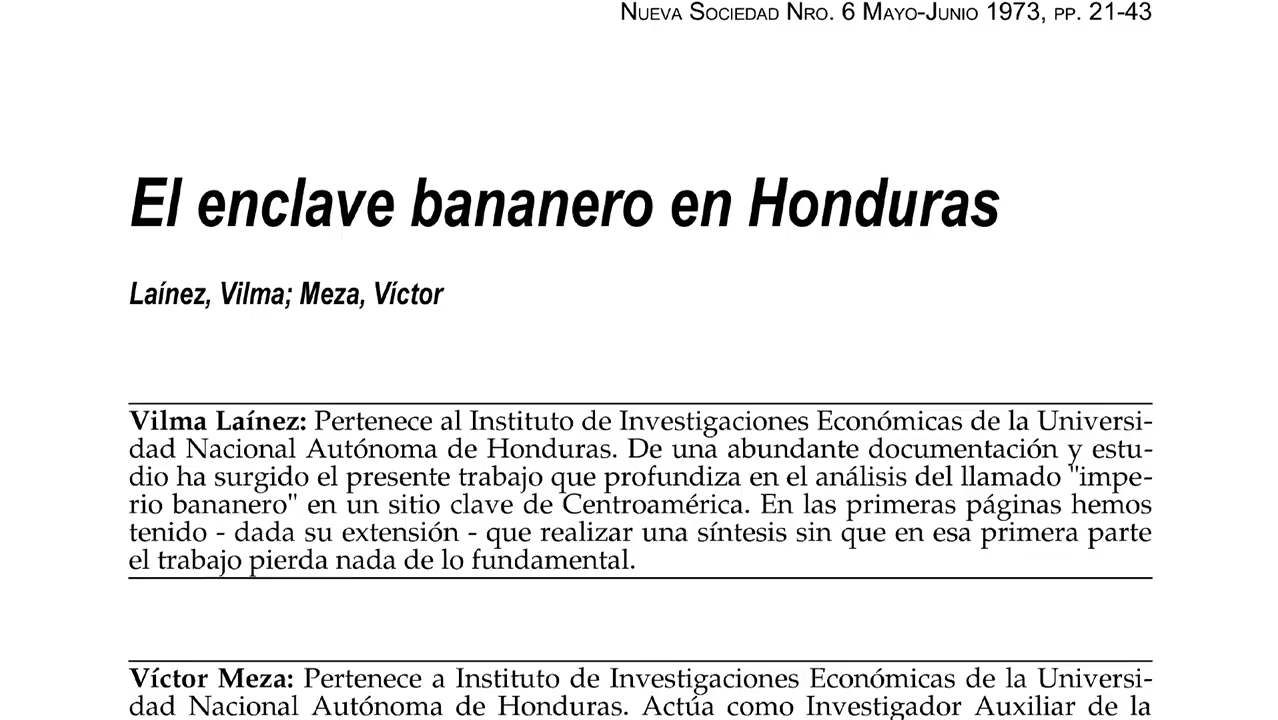 NUEVA SOCIEDAD NRO. 6 MAYO-JUNIO 1973, PP. 21-43
El enclave bananero en Honduras
Laínez, Vilma; Meza, Víctor
Vilma Laínez: Pertenece al Instituto de Investigaciones Económicas de la Universi-
dad Nacional Autónoma de Honduras. De una abundante documentación y estu-
dio ha surgido el presente trabajo que profundiza en el análisis del llamado "impe-
rio bananero" en un sitio clave de Centroamérica. En las primeras páginas hemos
tenido - dada su extensión - que realizar una síntesis sin que en esa primera parte
el trabajo pierda nada de lo fundamental.
Víctor Meza: Pertenece a Instituto de Investigaciones Económicas de la Universi-
dad Nacional Autónoma de Honduras. Actúa como Investigador Auxiliar de la